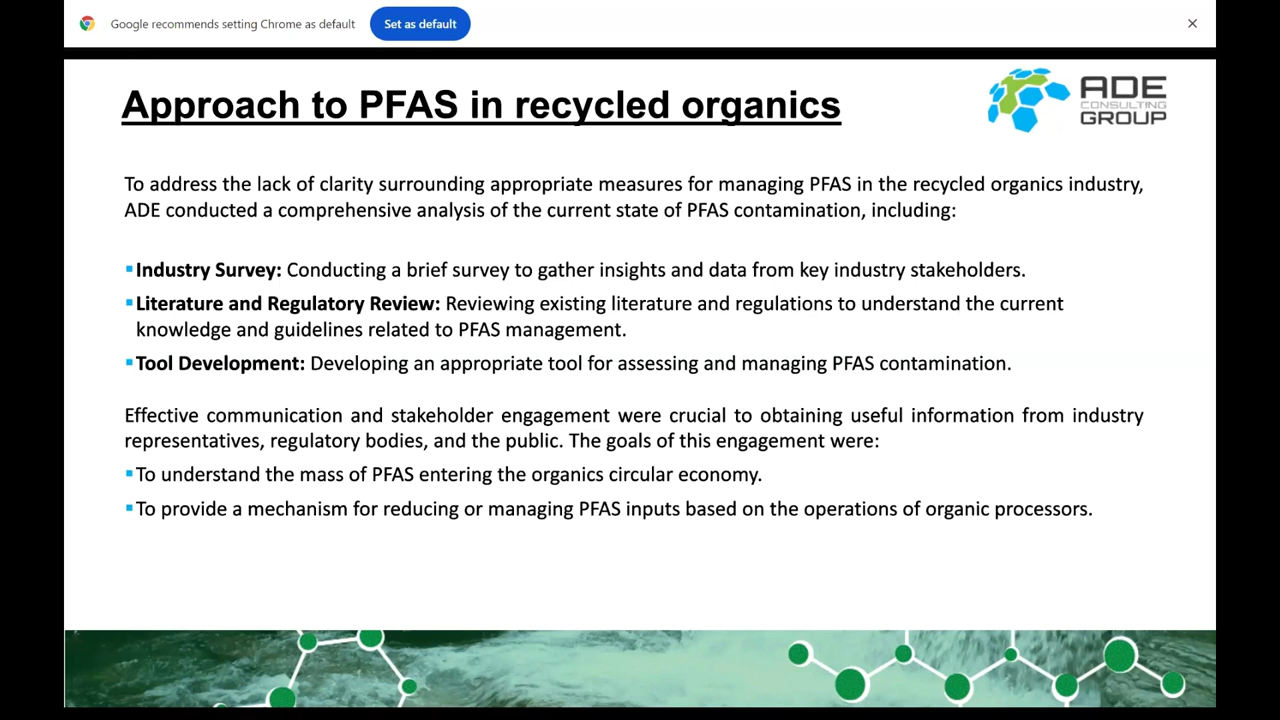 Google recommends setting Chrome as default
Set as default
Approach to PFAS in recycled organics
ADE
CONSULTING
GROUP
To address the lack of clarity surrounding appropriate measures for managing PFAS in the recycled organics industry,
ADE conducted a comprehensive analysis of the current state of PFAS contamination, including:
▪Industry Survey: Conducting a brief survey to gather insights and data from key industry stakeholders.
▪Literature and Regulatory Review: Reviewing existing literature and regulations to understand the current
knowledge and guidelines related to PFAS management.
▪Tool Development: Developing an appropriate tool for assessing and managing PFAS contamination.
Effective communication and stakeholder engagement were crucial to obtaining useful information from industry
representatives, regulatory bodies, and the public. The goals of this engagement were:
▪To understand the mass of PFAS entering the organics circular economy.
▪To provide a mechanism for reducing or managing PFAS inputs based on the operations of organic processors.